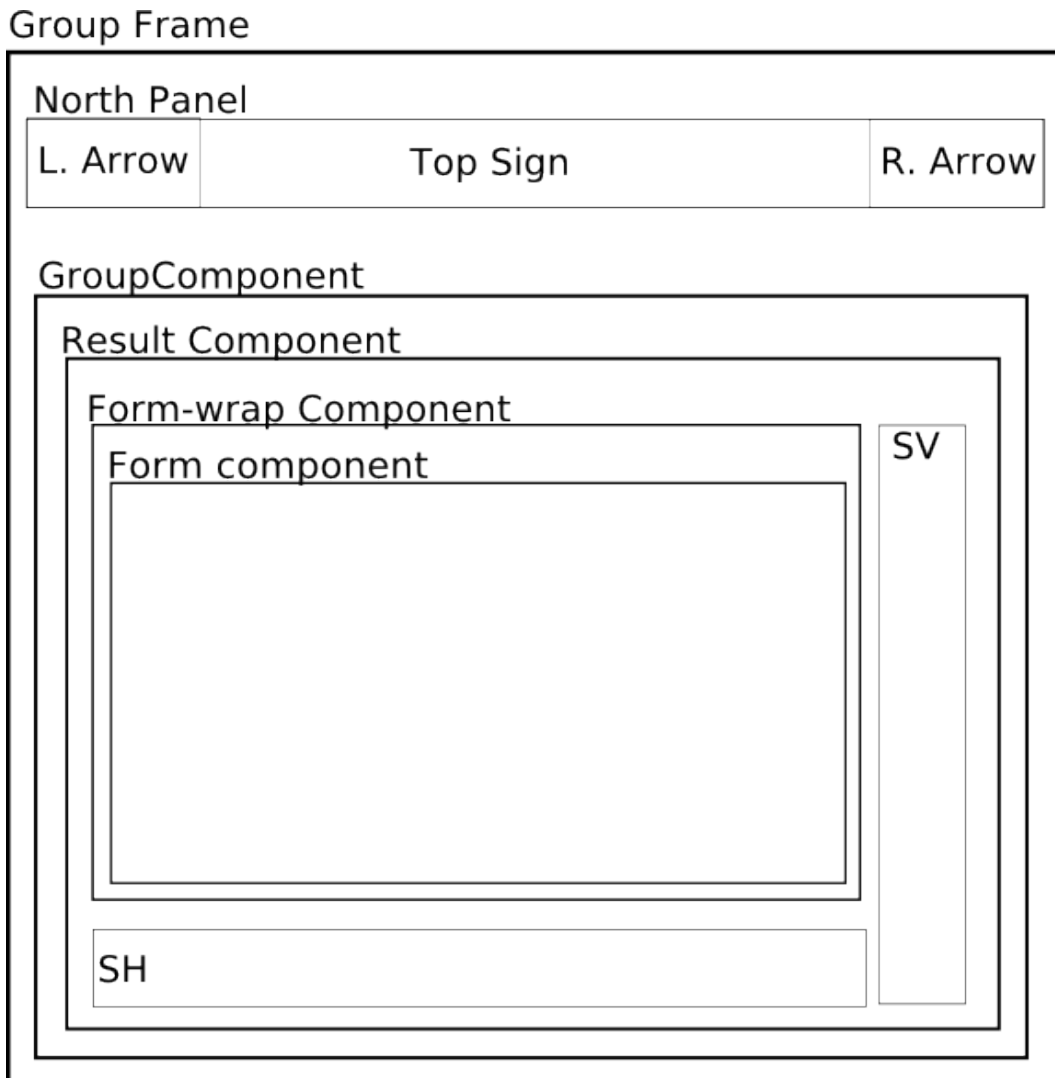 Group Frame
North Panel
L. Arrow Top Sign R. Arrow
GroupComponent
Result Component
Form-wrap Component
SV
Form component
SH